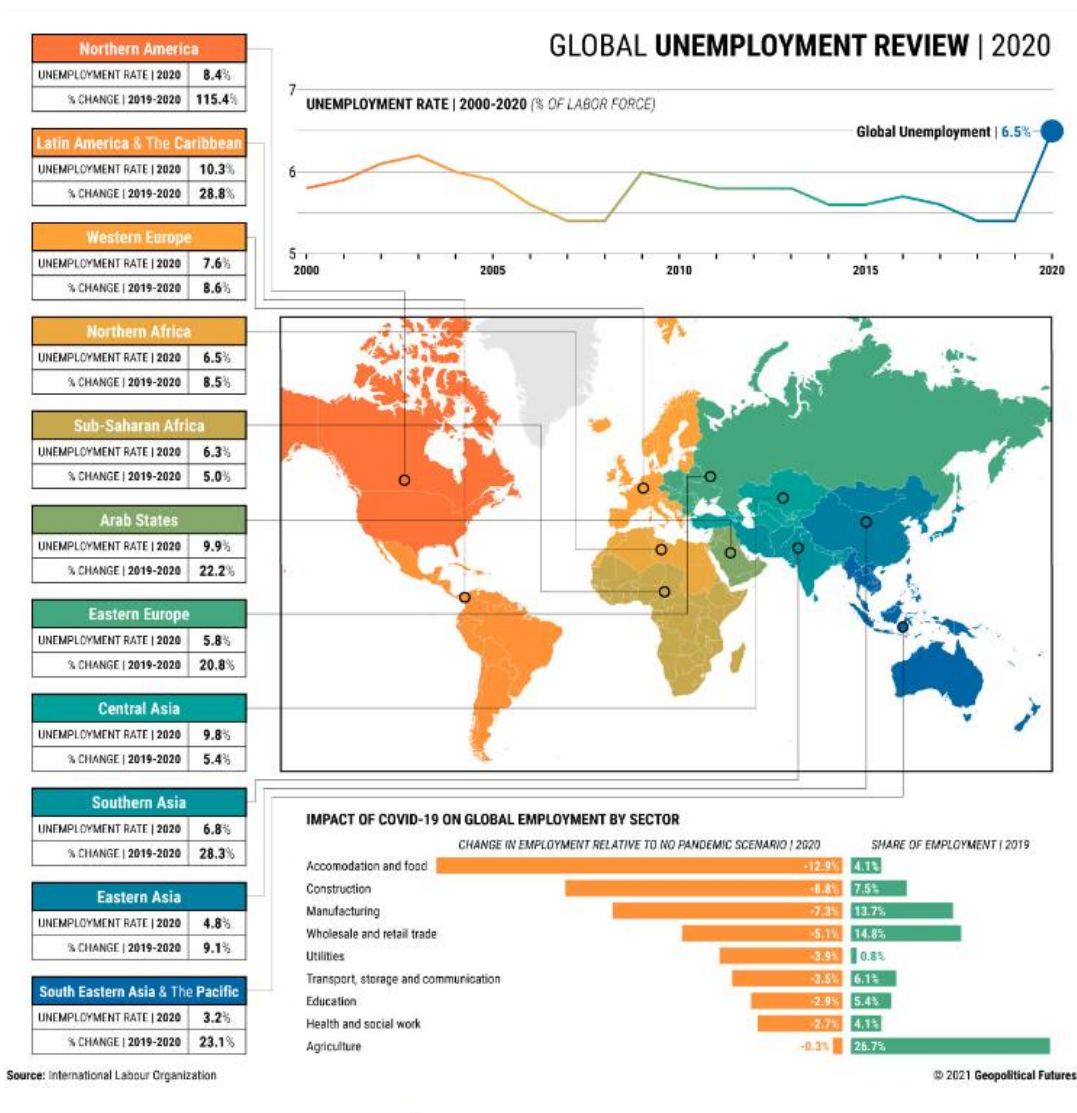 GLOBAL UNEMPLOYMENT REVIEW | 2020
Northern America
UNEMPLOYMENT RATE | 2020 8.4%
% CHANGE | 2019-2020 115.4%
Latin America & The Caribbean
UNEMPLOYMENT RATE | 2020 10.3%
% CHANGE | 2019-2020 28.8%
Western Europe
UNEMPLOYMENT RATE | 2020 7.6%
% CHANGE | 2019-2020 8.6%
Northern Africa
UNEMPLOYMENT RATE | 2020 6.5%
% CHANGE | 2019-2020 8.5%
Sub-Saharan Africa
UNEMPLOYMENT RATE | 2020 6.3%
% CHANGE | 2019-2020 5.0%
Arab States
UNEMPLOYMENT RATE | 2020 9.9%
% CHANGE | 2019-2020 22.2%
Eastern Europe
UNEMPLOYMENT RATE | 2020 5.8%
% CHANGE | 2019-2020 20.8%
Central Asia
UNEMPLOYMENT RATE | 2020 9.8%
% CHANGE | 2019-2020 5.4%
Southern Asia
UNEMPLOYMENT RATE | 2020 6.8%
% CHANGE | 2019-2020 28.3%
Eastern Asia
UNEMPLOYMENT RATE | 2020 4.8%
% CHANGE | 2019-2020 9.1%
South Eastern Asia & The Pacific
UNEMPLOYMENT RATE | 2020 3.2%
% CHANGE | 2019-2020 23.1%
7
UNEMPLOYMENT RATE | 2000-2020 (% OF LABOR FORCE)
Global Unemployment | 6.5%
6
5
2000 2005 2010 2015 2020
IMPACT OF COVID-19 ON GLOBAL EMPLOYMENT BY SECTOR
CHANGE IN EMPLOYMENT RELATIVE TO NO PANDEMIC SCENARIO | 2020 SHARE OF EMPLOYMENT | 2019
Accomodation and food -12.9% 4.1%
Construction -8.8% 7.5%
Manufacturing -7.3% 13.7%
Wholesale and retail trade -5.1% 14.8%
Utilities -3.9% 0.8%
Transport, storage and communication -3.5% 6.1%
Education -2.9% 5.4%
Health and social work -2.7% 4.1%
Agriculture -0.3% 26.7%
Source: International Labour Organization
© 2021 Geopolitical Futures